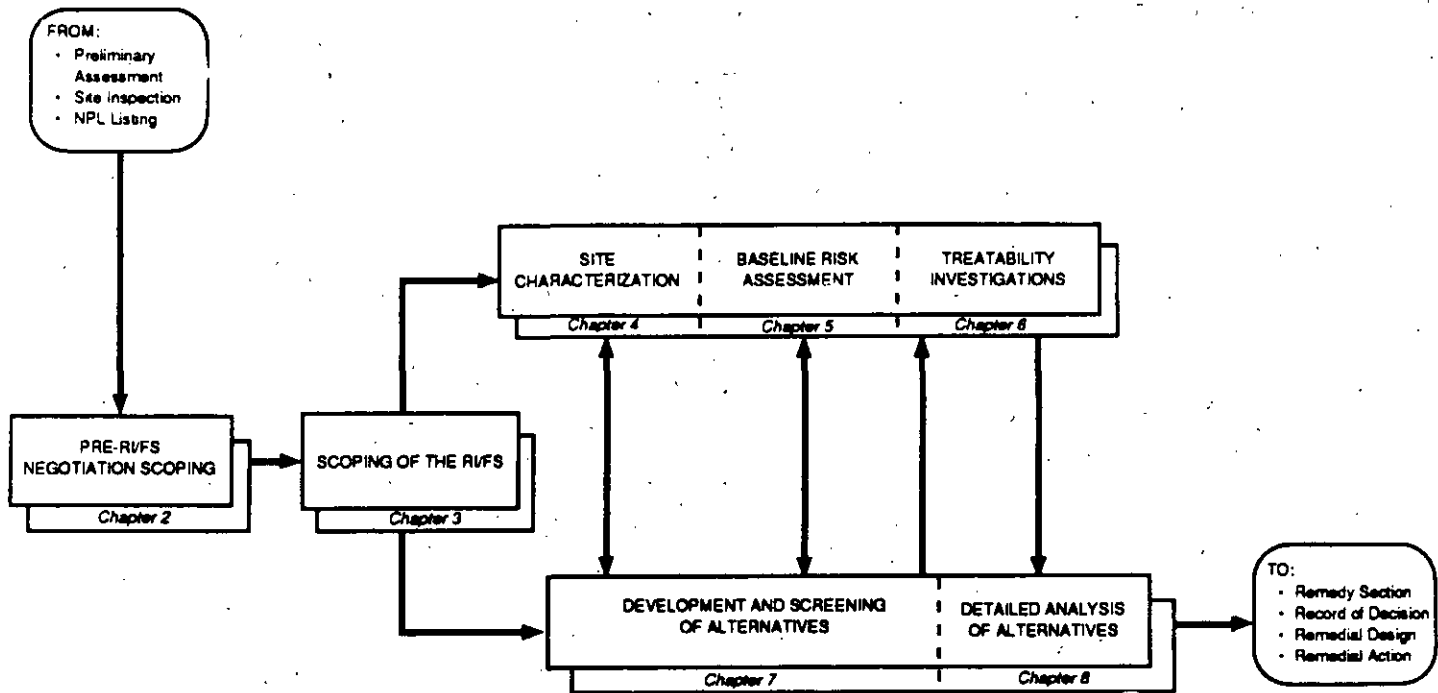 FROM:
• Preliminary
Assessment
• Site Inspection
• NPL Listing
SITE
CHARACTERIZATION
BASELINE RISK
ASSESSMENT
TREATABILITY
INVESTIGATIONS
Chapter 4
Chapter 5
Chapter 6
PRE-RI/FS
NEGOTIATION SCOPING
Chapter 2
SCOPING OF THE RI/FS
Chapter 3
DEVELOPMENT AND SCREENING
OF ALTERNATIVES
DETAILED ANALYSIS
OF ALTERNATIVES
Chapter 7
Chapter 8
TO:
• Remedy Section
• Record of Decision
• Remedial Design
• Remedial Action